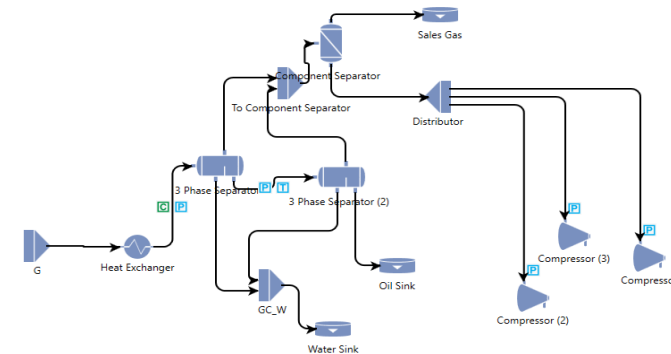 Sales Gas
Component Separator
To Component Separator
Distributor
3 Phase Separator
P
T
3 Phase Separator (2)
C
P
P
P
P
G
Heat Exchanger
Compressor (3)
Compresso
Oil Sink
GC_W
Compressor (2)
Water Sink